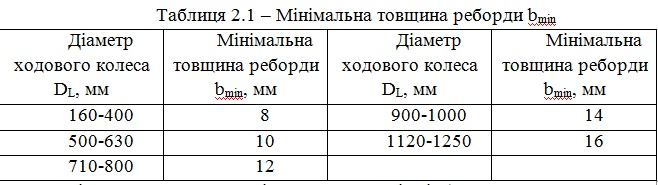 Таблиця 2.1 – Мінімальна товщина реборди bmin
Діаметр ходового колеса DL, мм | Мінімальна товщина реборди bmin, мм | Діаметр ходового колеса DL, мм | Мінімальна товщина реборди bmin, мм
160-400 | 8 | 900-1000 | 14
500-630 | 10 | 1120-1250 | 16
710-800 | 12